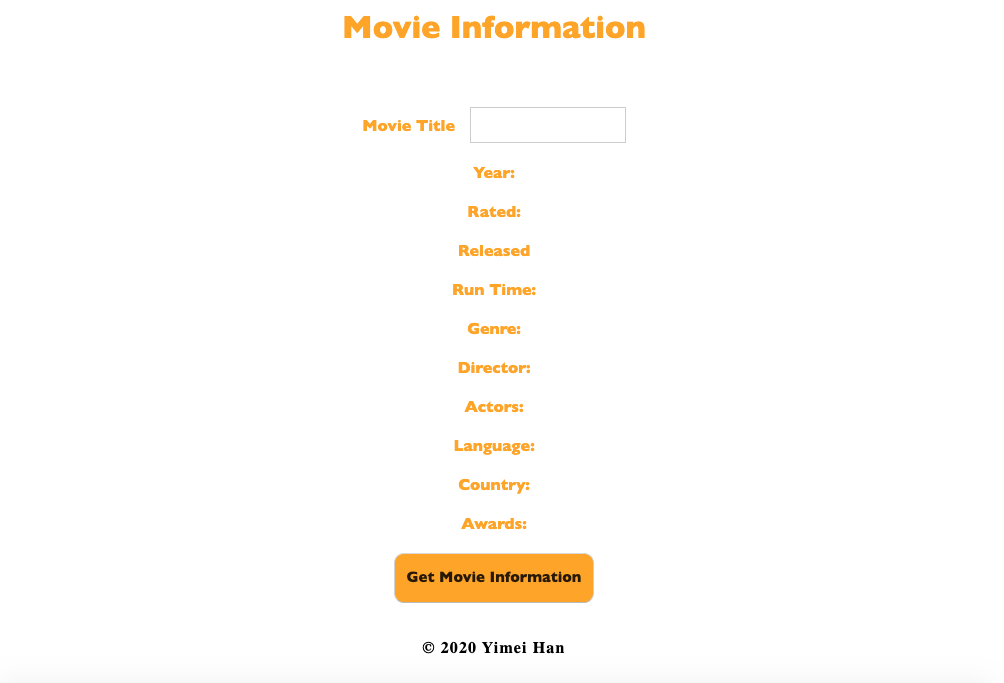 Movie Information
Movie Title
Year:
Rated:
Released
Run Time:
Genre:
Director:
Actors:
Language:
Country:
Awards:
Get Movie Information
© 2020 Yimei Han